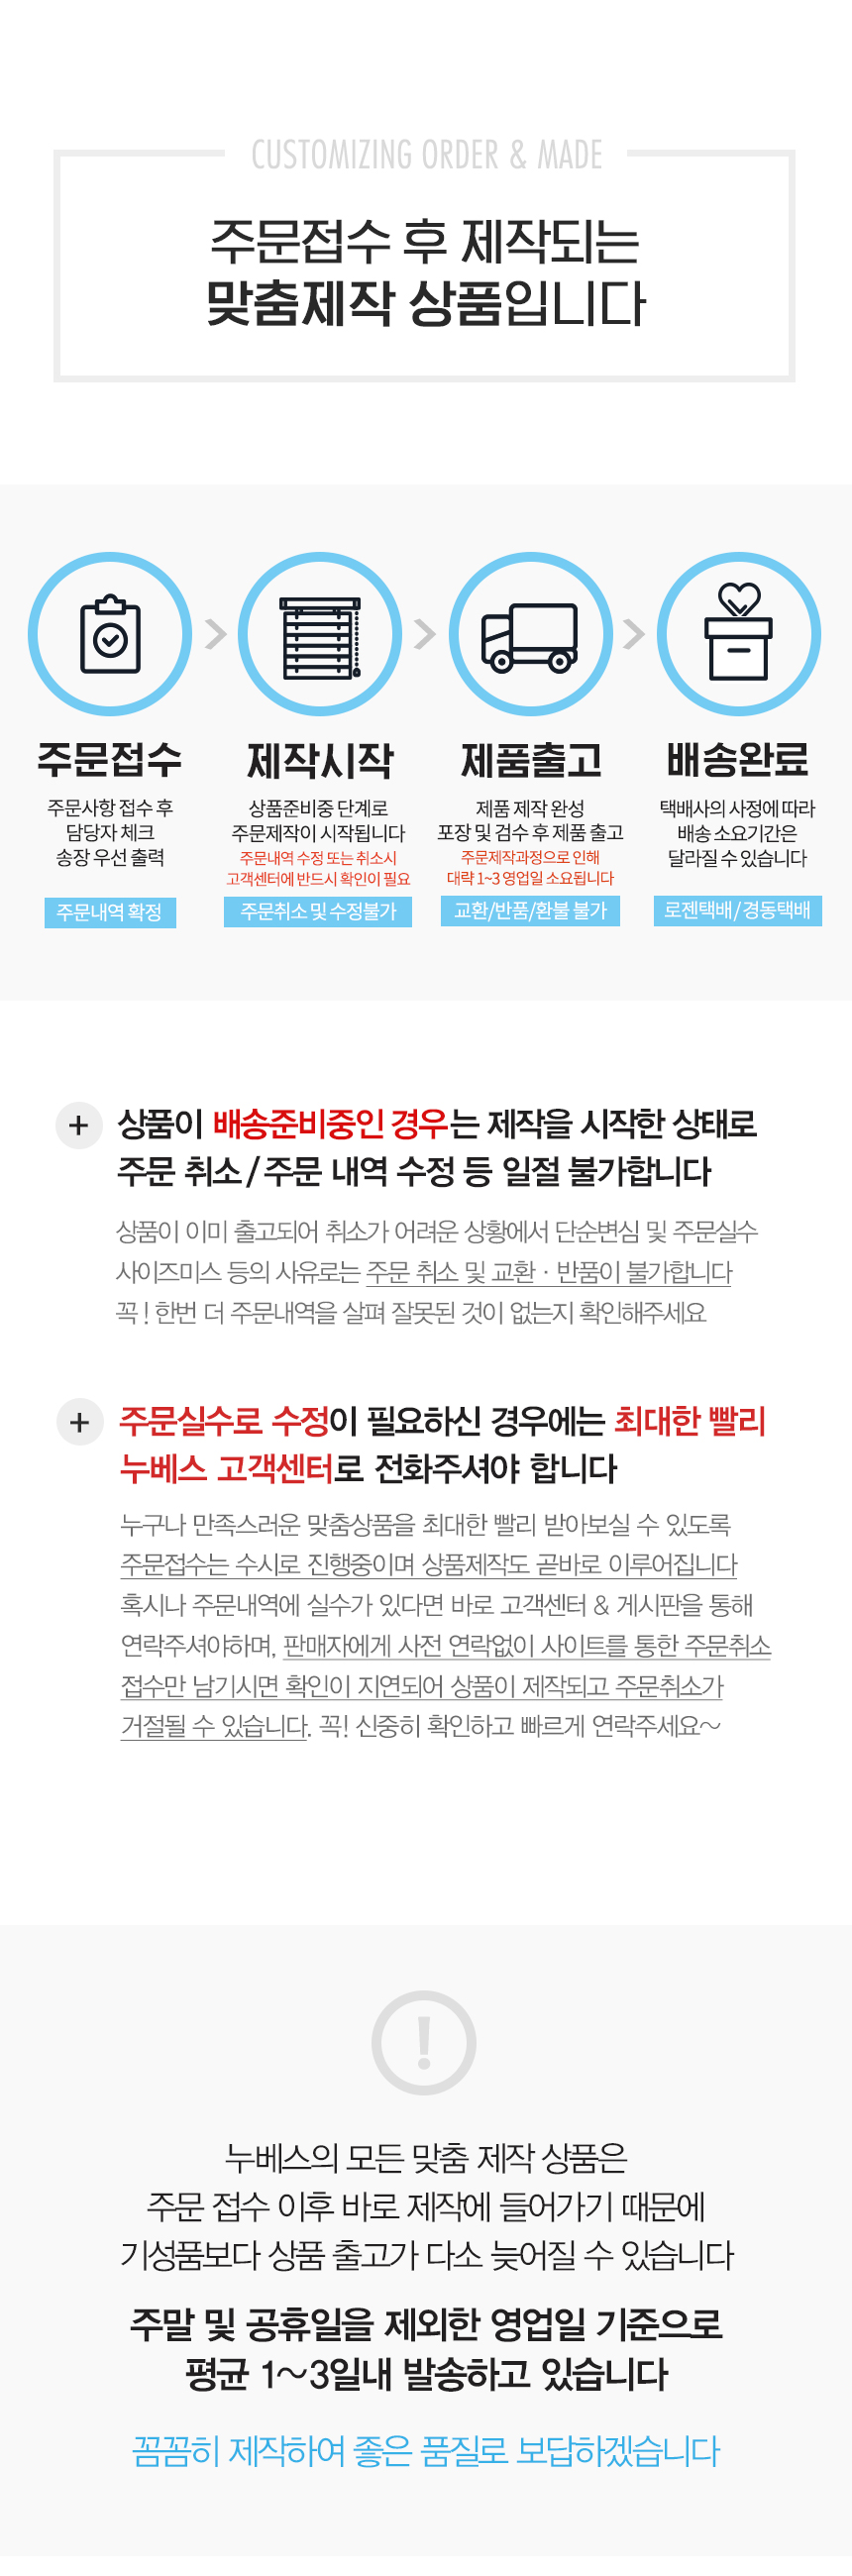 CUSTOMIZING ORDER & MADE
주문접수 후 제작되는
맞춤제작 상품입니다
주문접수
주문사항 접수 후
담당자 체크
송장 우선 출력
주문내역 확정
제작시작
상품준비중 단계로
주문제작이 시작됩니다
주문내역 수정 또는 취소시
고객센터에 반드시 확인이 필요
주문취소 및 수정불가
제품출고
제품 제작 완성
포장 및 검수 후 제품 출고
주문제작과정으로 인해
대략 1~3 영업일 소요됩니다
교환/반품/환불 불가
배송완료
택배사의 사정에 따라
배송 소요기간은
달라질 수 있습니다
로젠택배/경동택배
상품이 배송준비중인 경우는 제작을 시작한 상태로
주문 취소 / 주문 내역 수정 등 일절 불가합니다
상품이 이미 출고되어 취소가 어려운 상황에서 단순변심 및 주문실수
사이즈미스 등의 사유로는 주문 취소 및 교환 · 반품이 불가합니다
꼭 ! 한번 더 주문내역을 살펴 잘못된 것이 없는지 확인해주세요
주문실수로 수정이 필요하신 경우에는 최대한 빨리
누베스 고객센터로 전화주셔야 합니다
누구나 만족스러운 맞춤상품을 최대한 빨리 받아보실 수 있도록
주문접수는 수시로 진행중이며 상품제작도 곧바로 이루어집니다
혹시나 주문내역에 실수가 있다면 바로 고객센터 & 게시판을 통해
연락주셔야하며, 판매자에게 사전 연락없이 사이트를 통한 주문취소
접수만 남기시면 확인이 지연되어 상품이 제작되고 주문취소가
거절될 수 있습니다. 꼭! 신중히 확인하고 빠르게 연락주세요~
누베스의 모든 맞춤 제작 상품은
주문 접수 이후 바로 제작에 들어가기 때문에
기성품보다 상품 출고가 다소 늦어질 수 있습니다
주말 및 공휴일을 제외한 영업일 기준으로
평균 1~3일내 발송하고 있습니다
꼼꼼히 제작하여 좋은 품질로 보답하겠습니다